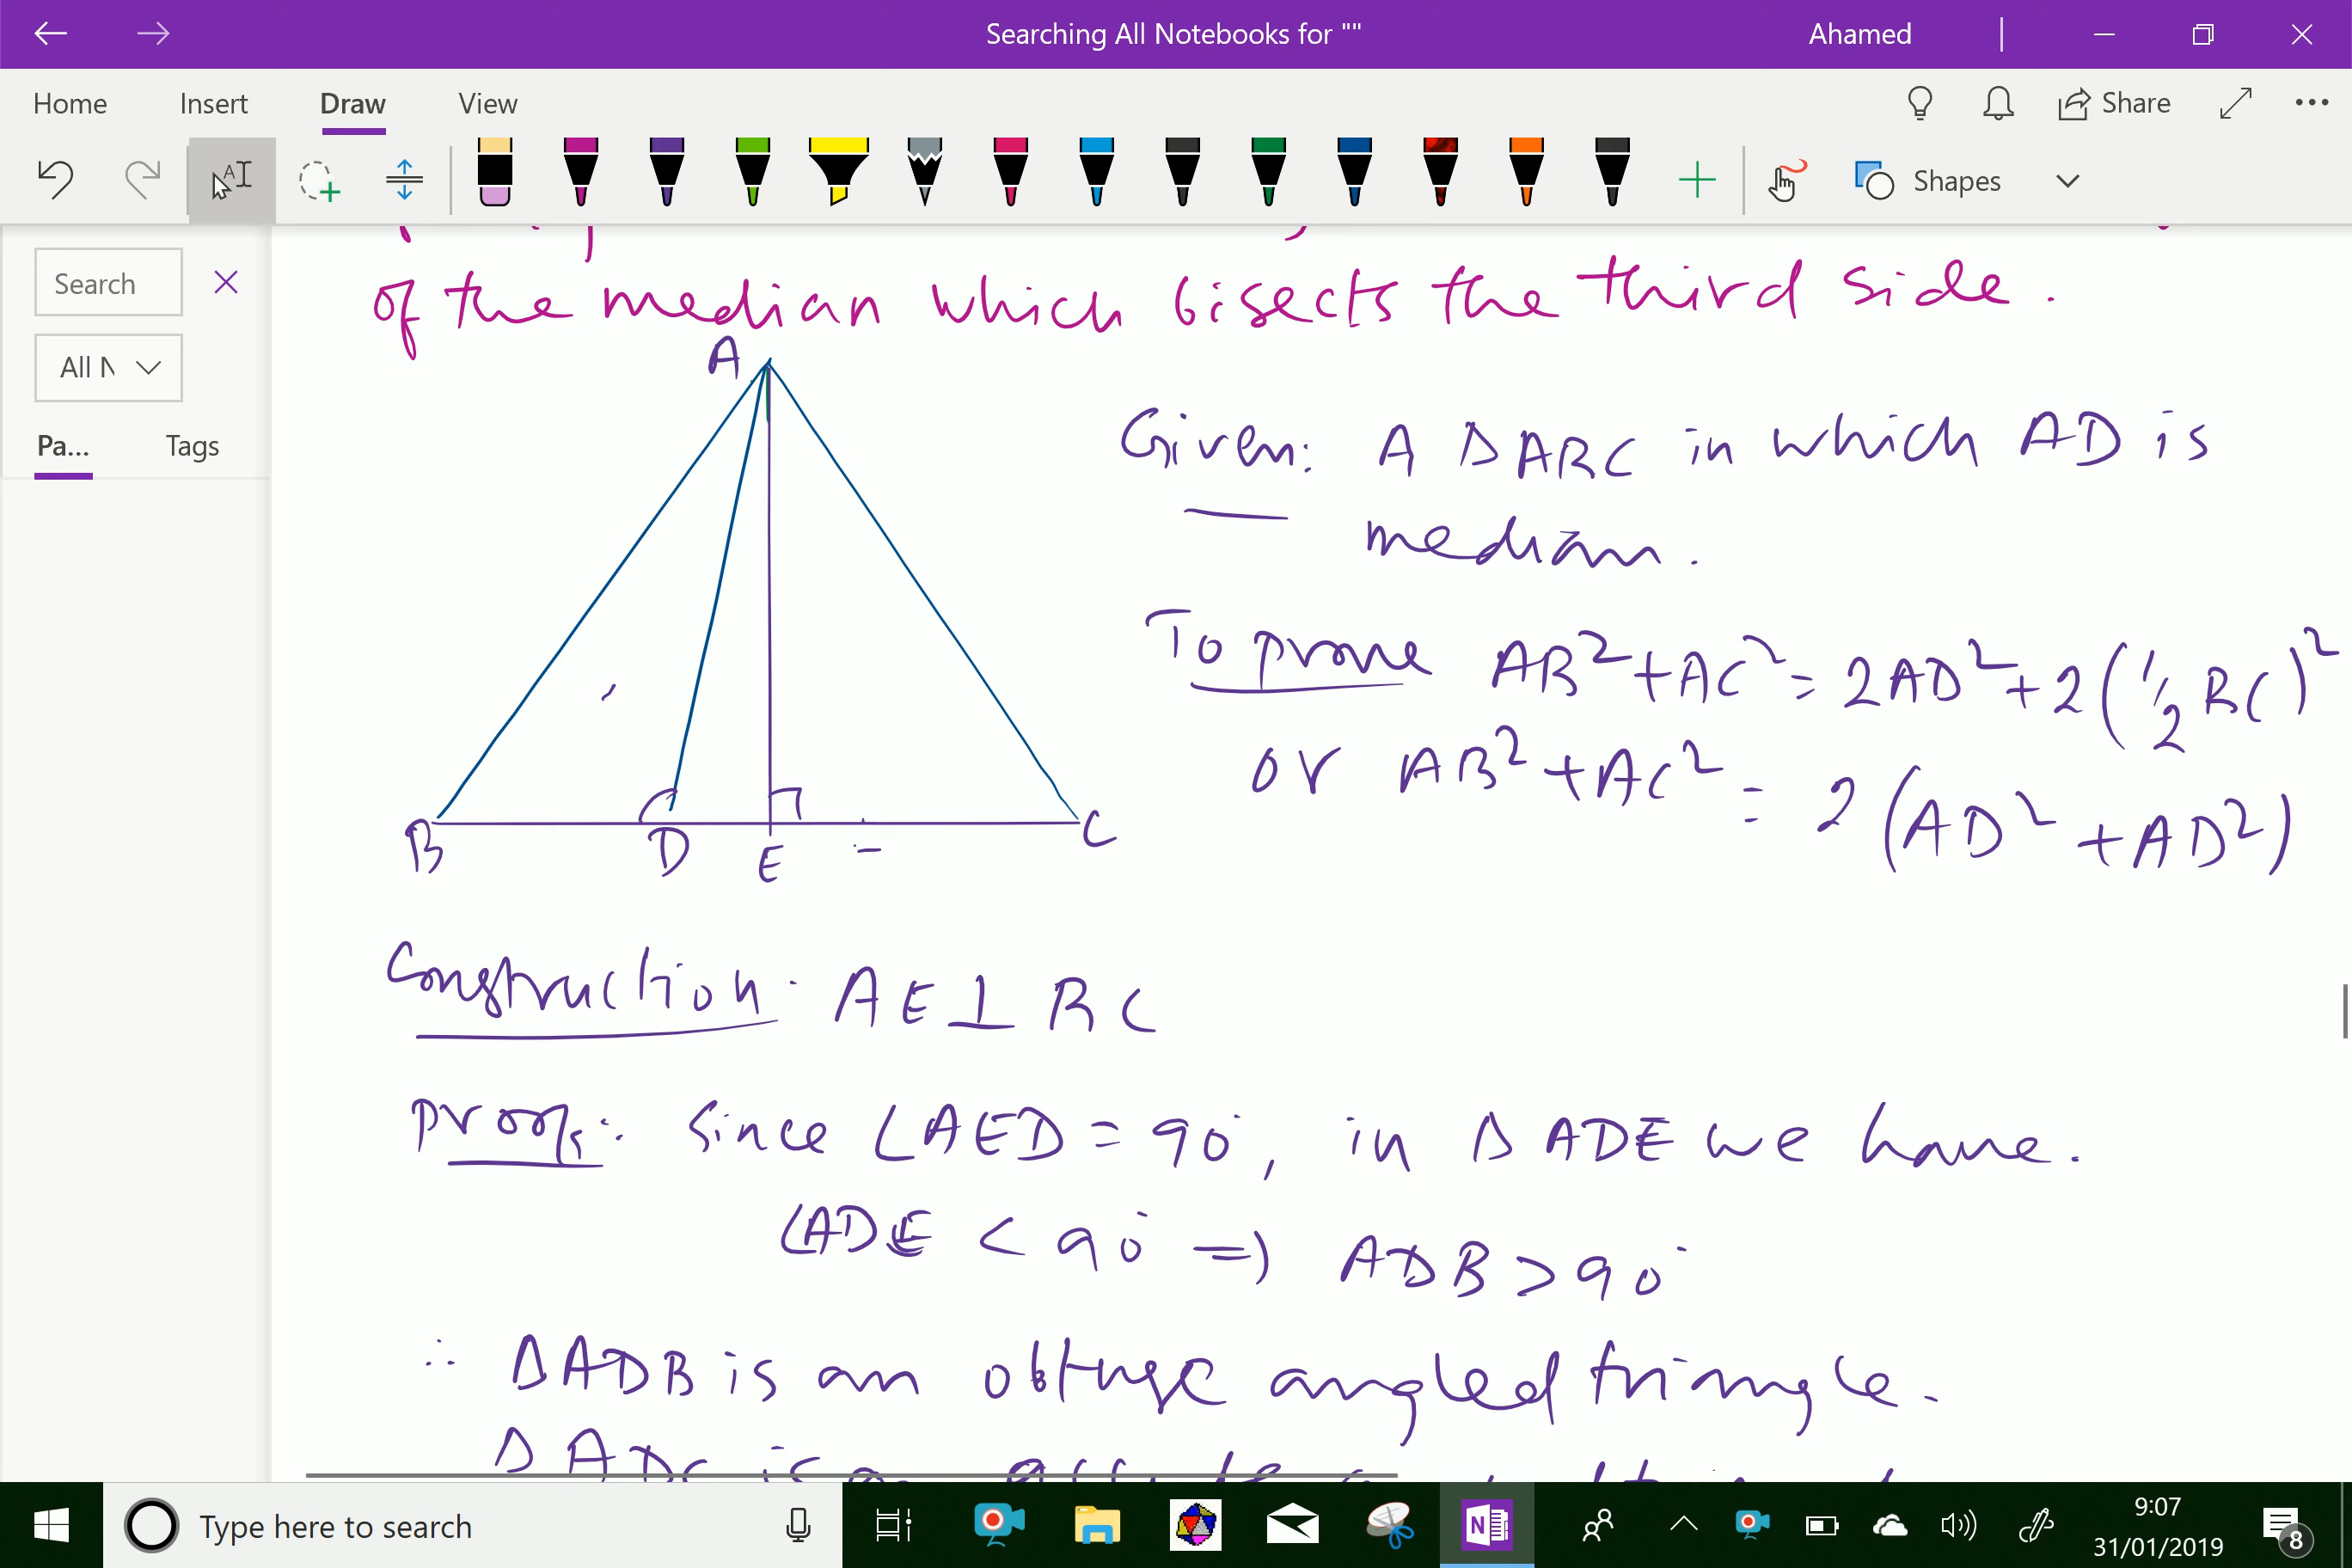 Searching All Notebooks for ""
Ahamed
Home Insert Draw View
Share
Shapes
Search
All N
Pa... Tags
of the median which bisects the third side.
A
B D E C
Given: A ΔABC in which AD is
median.
To prove AB²+AC²=2AD²+2(1/2 BC)²
or AB²+AC² = 2(AD²+AD²)
Construction: AE⊥BC
Proof: Since ∠AED=90°, in ΔADE we have.
∠ADE < 90° ⇒ ADB>90°
∴ ΔADB is an obtuse angled triangle.
Type here to search
9:07
31/01/2019
8